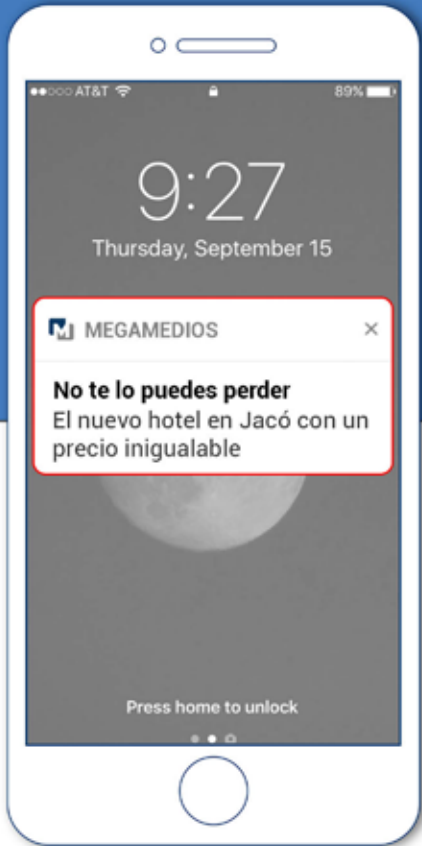 AT&T 89%
9:27
Thursday, September 15
MEGAMEDIOS ×
No te lo puedes perder
El nuevo hotel en Jacó con un
precio inigualable
Press home to unlock